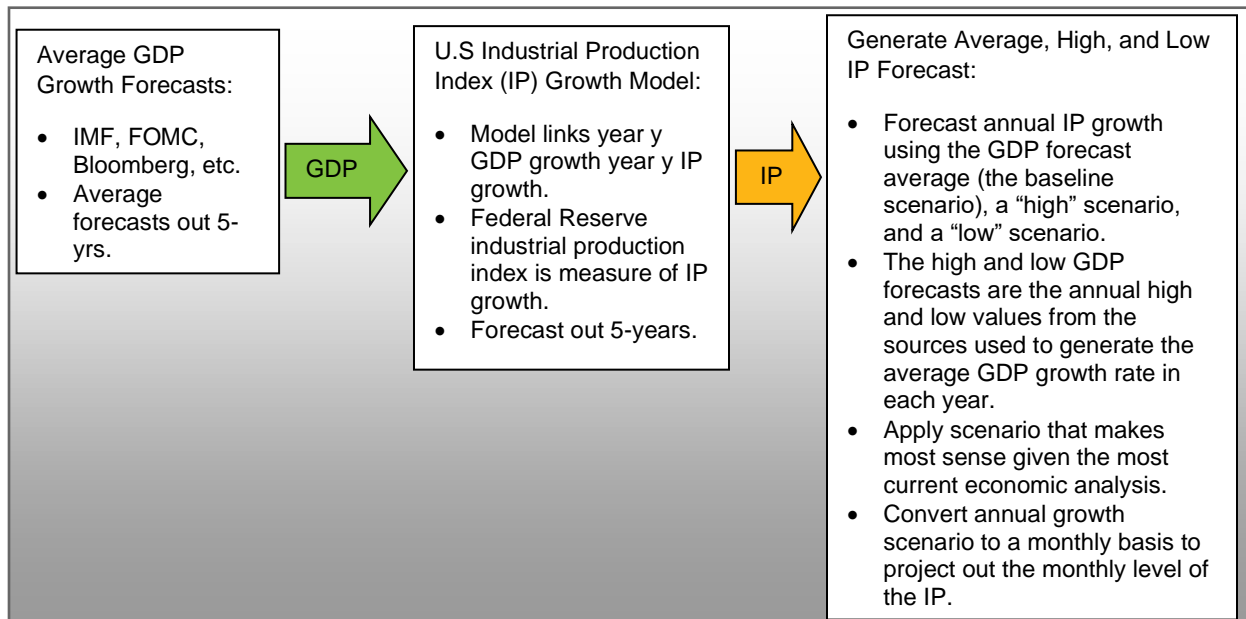 Average GDP
Growth Forecasts:
• IMF, FOMC,
Bloomberg, etc.
• Average
forecasts out 5-
yrs.
GDP
U.S Industrial Production
Index (IP) Growth Model:
• Model links year y
GDP growth year y IP
growth.
• Federal Reserve
industrial production
index is measure of IP
growth.
• Forecast out 5-years.
IP
Generate Average, High, and Low
IP Forecast:
• Forecast annual IP growth
using the GDP forecast
average (the baseline
scenario), a “high” scenario,
and a “low” scenario.
• The high and low GDP
forecasts are the annual high
and low values from the
sources used to generate the
average GDP growth rate in
each year.
• Apply scenario that makes
most sense given the most
current economic analysis.
• Convert annual growth
scenario to a monthly basis to
project out the monthly level of
the IP.